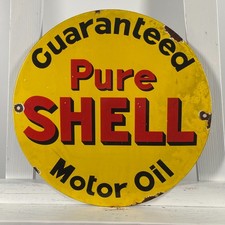 Guaranteed
Pure
SHELL
Motor Oil